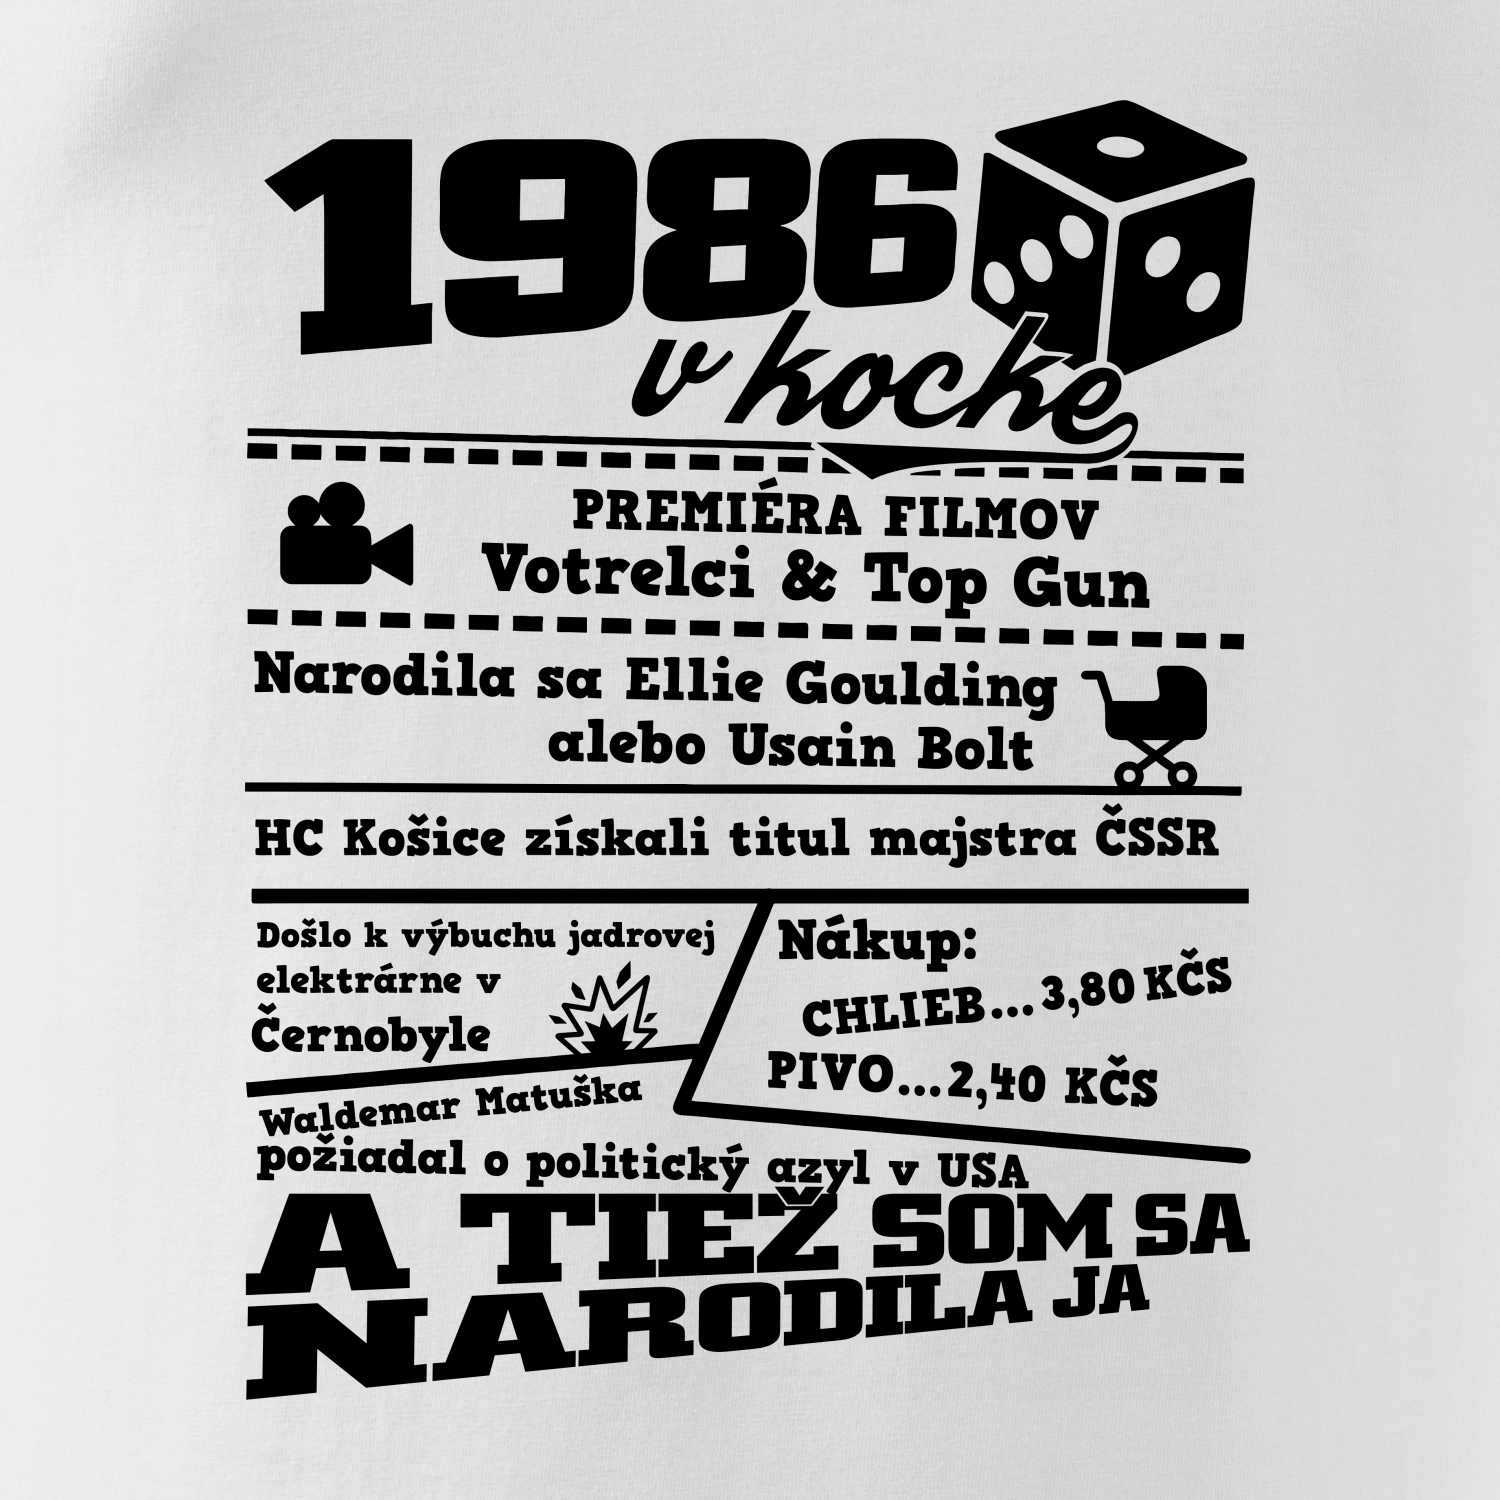 1986
v kocke
PREMIÉRA FILMOV
Votrelci & Top Gun
Narodila sa Ellie Goulding
alebo Usain Bolt
HC Košice získali titul majstra ČSSR
Došlo k výbuchu jadrovej
elektrárne v
Černobyle
Nákup:
CHLIEB...3,80 KČS
PIVO...2,40 KČS
Waldemar Matuška
požiadal o politický azyl v USA
A TIEŽ SOM SA
NARODILA JA